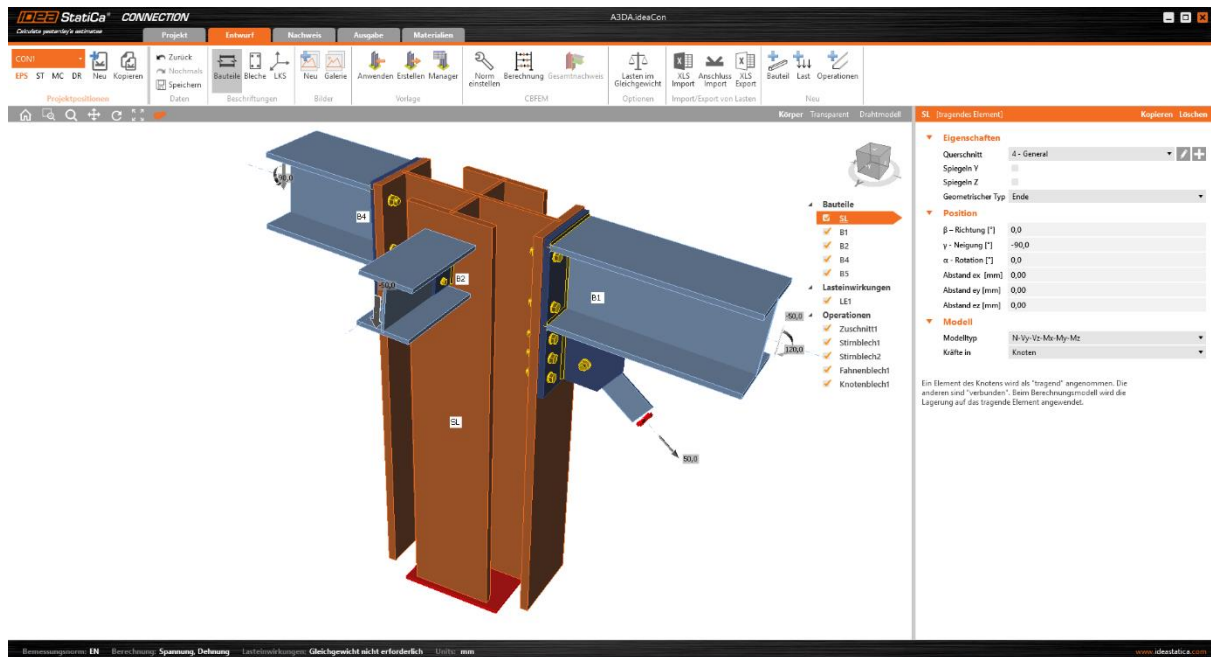 IDEA StatiCa® CONNECTION
Calculate yesterday's estimates
A3DA.ideaCon
Projekt Entwurf Nachweis Ausgabe Materialien
CON1
EPS ST MC DR Neu Kopieren
Zurück
Nochmals
Speichern
Bauteile Bleche LKS
Neu Galerie
Anwenden Erstellen Manager
Norm einstellen
Berechnung Gesamtnachweis
Lasten im Gleichgewicht
XLS Import
Anschluss Import
XLS Export
Bauteil Last Operationen
Projektpositionen Daten Beschriftungen Bilder Vorlage CBFEM Optionen Import/Export von Lasten Neu
Körper Transparent Drahtmodell
SL [tragendes Element] Kopieren Löschen
Eigenschaften
Querschnitt 4 - General
Spiegeln Y
Spiegeln Z
Geometrischer Typ Ende
Position
β – Richtung [°] 0,0
γ - Neigung [°] -90,0
α - Rotation [°] 0,0
Abstand ex [mm] 0,00
Abstand ey [mm] 0,00
Abstand ez [mm] 0,00
Modell
Modelltyp N-Vy-Vz-Mx-My-Mz
Kräfte in Knoten
Ein Element des Knotens wird als "tragend" angenommen. Die
anderen sind "verbunden". Beim Berechnungsmodell wird die
Lagerung auf das tragende Element angewendet.
Bauteile
SL
B1
B2
B4
B5
Lasteinwirkungen
LE1
Operationen
Zuschnitt1
Stirnblech1
Stirnblech2
Fahnenblech1
Knotenblech1
B4
B2
B1
-50,0
120,0
SL
50,0
Bemessungsnorm: EN Berechnung: Spannung, Dehnung Lasteinwirkungen: Gleichgewicht nicht erforderlich Units: mm
www.ideastatica.com